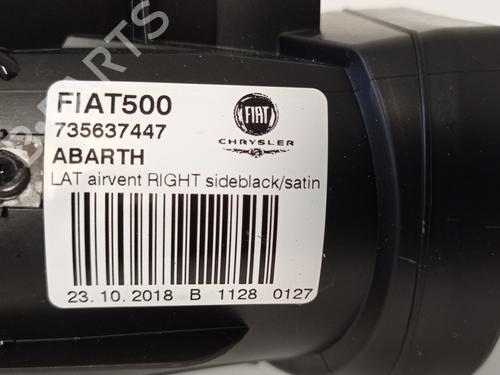 FIAT500
735637447
ABARTH
FIAT
CHRYSLER
LAT airvent RIGHT sideblack/satin
23. 10. 2018 B 1128 0127